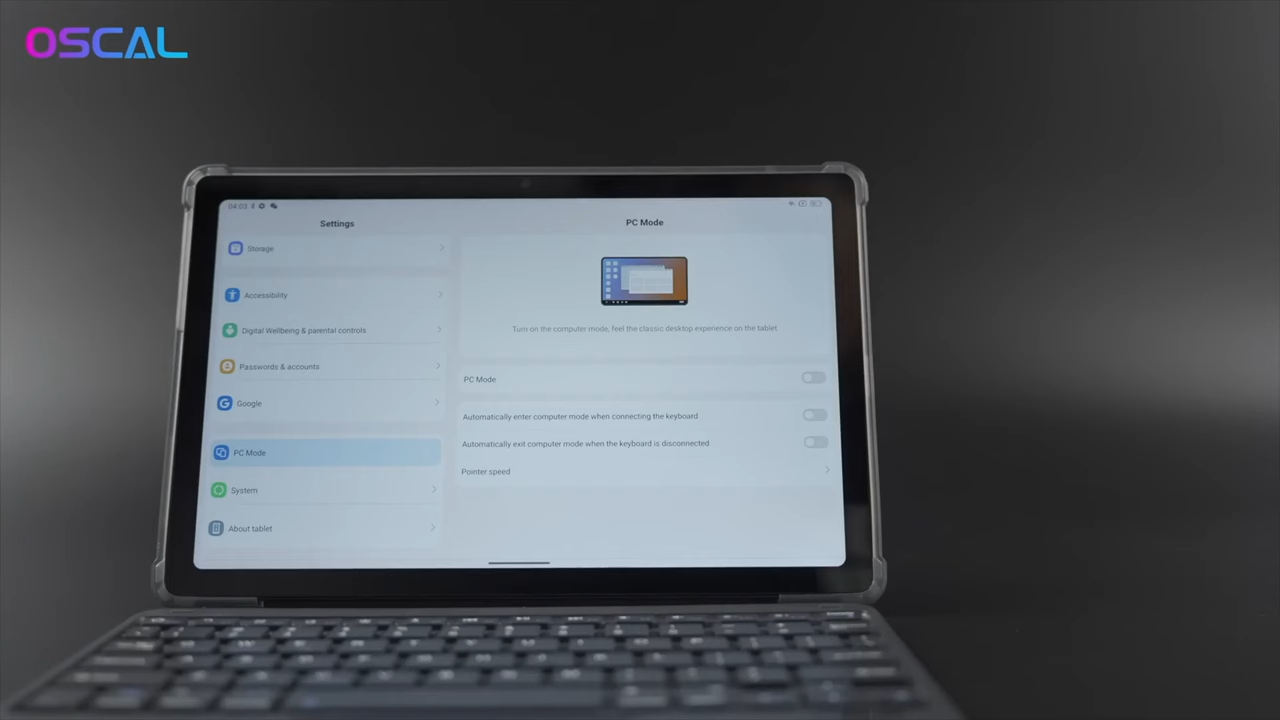 OSCAL
04:03
Settings
PC Mode
Storage
Accessibility
Digital Wellbeing & parental controls
Passwords & accounts
Google
PC Mode
System
About tablet
Turn on the computer mode, feel the classic desktop experience on the tablet
PC Mode
Automatically enter computer mode when connecting the keyboard
Automatically exit computer mode when the keyboard is disconnected
Pointer speed